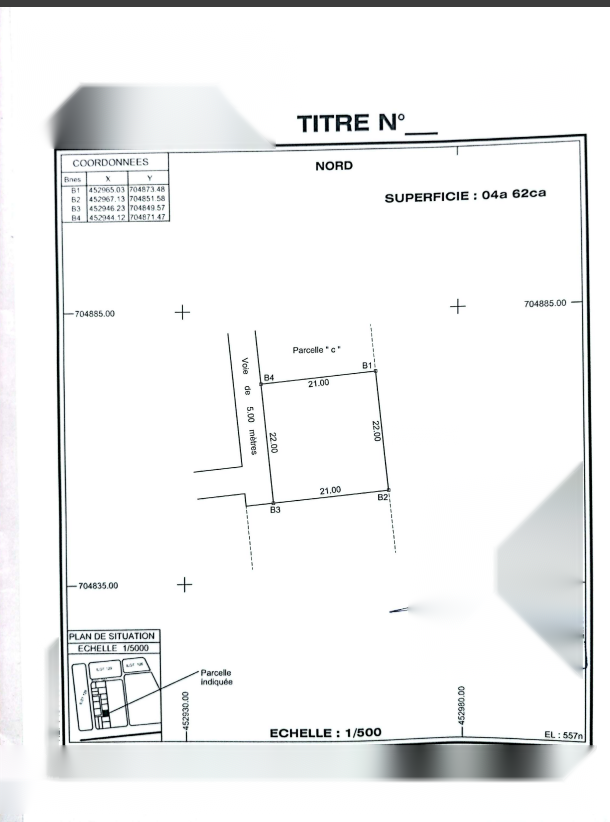 TITRE N°__
COORDONNEES
Bnes X Y
B1 452965.03 704873.48
B2 452967.13 704851.58
B3 452946.23 704849.57
B4 452944.12 704871.47
NORD
SUPERFICIE : 04a 62ca
704885.00
704885.00
Parcelle " c "
B1
B4
21.00
Voie de 5.00 mètres
22.00
22.00
21.00
B2
B3
704835.00
PLAN DE SITUATION
ECHELLE 1/5000
Parcelle
indiquée
452930.00
452980.00
ECHELLE : 1/500
EL : 557n